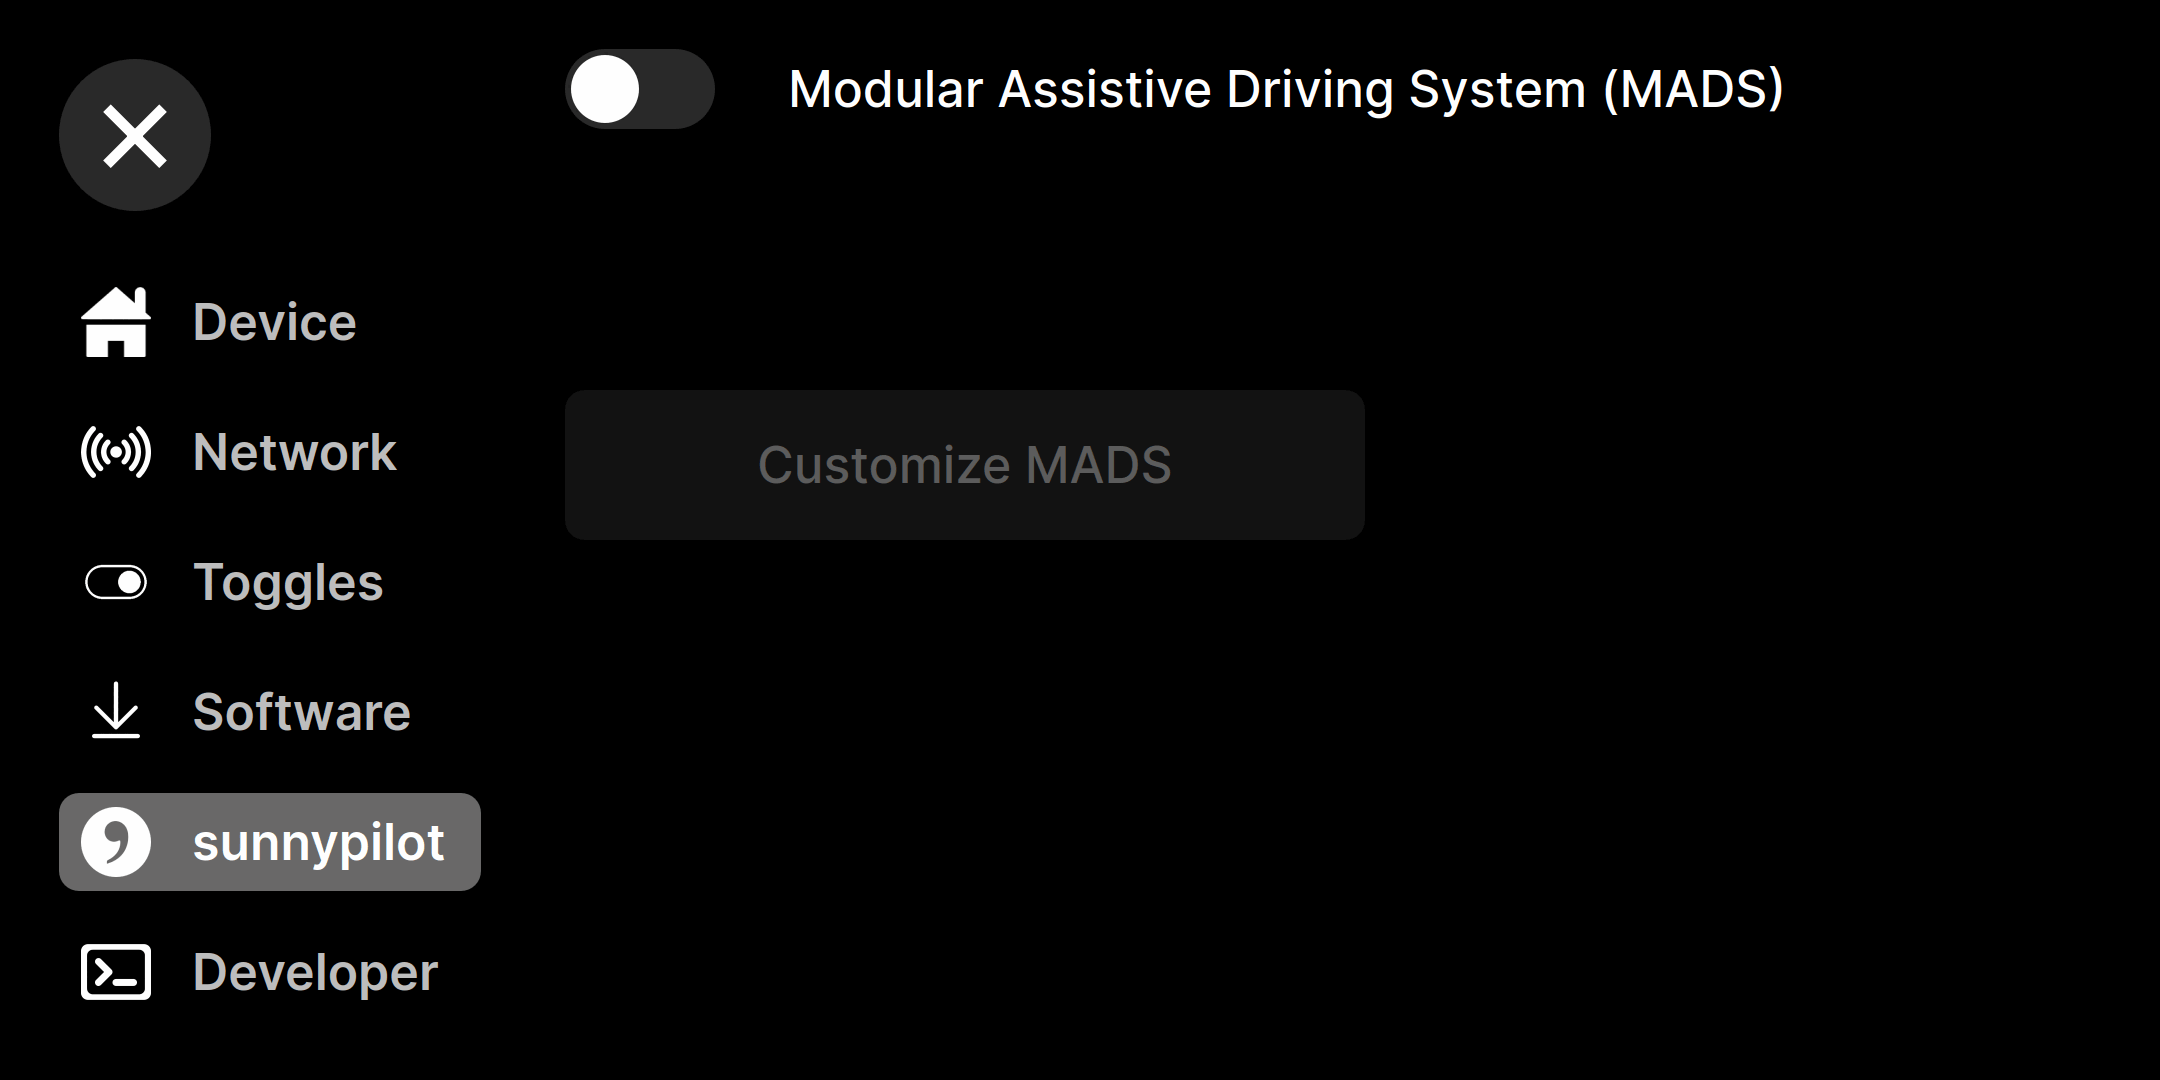 Modular Assistive Driving System (MADS)
Device
Network
Customize MADS
Toggles
Software
sunnypilot
Developer